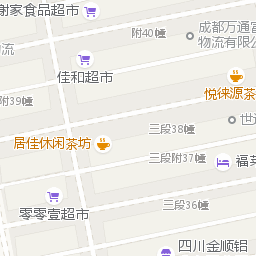 谢家食品超市
附40幢
成都万通富
物流有限公
物流
佳和超市
悦徕源茶
附39幢
世
三段38幢
居佳休闲茶坊
三段附37幢
福
零零壹超市
三段36幢
四川金顺铝